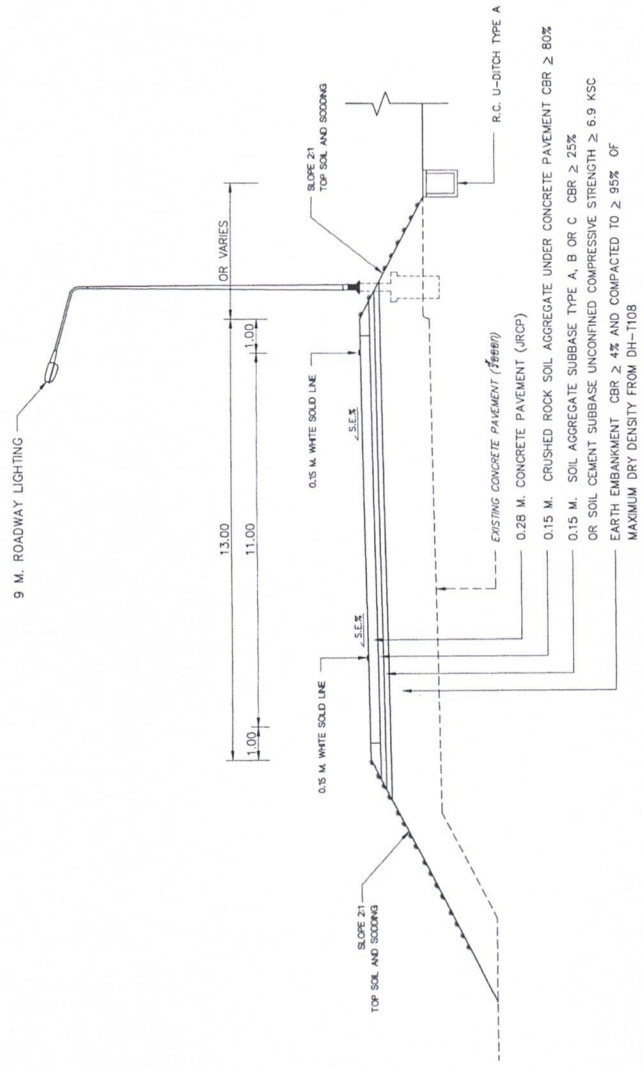 9 M. ROADWAY LIGHTING
13.00
OR VARIES
1.00
11.00
1.00
0.15 M. WHITE SOLID LINE
0.15 M. WHITE SOLID LINE
S.E.%
S.E.%
SLOPE 2:1
TOP SOIL AND SODDING
SLOPE 2:1
TOP SOIL AND SODDING
R.C. U-DITCH TYPE A
EXISTING CONCRETE PAVEMENT
0.28 M. CONCRETE PAVEMENT (JRCP)
0.15 M. CRUSHED ROCK SOIL AGGREGATE UNDER CONCRETE PAVEMENT CBR ≥ 80%
0.15 M. SOIL AGGREGATE SUBBASE TYPE A, B OR C CBR ≥ 25%
OR SOIL CEMENT SUBBASE UNCONFINED COMPRESSIVE STRENGTH ≥ 6.9 KSC
EARTH EMBANKMENT CBR ≥ 4% AND COMPACTED TO ≥ 95% OF
MAXIMUM DRY DENSITY FROM DH-T108